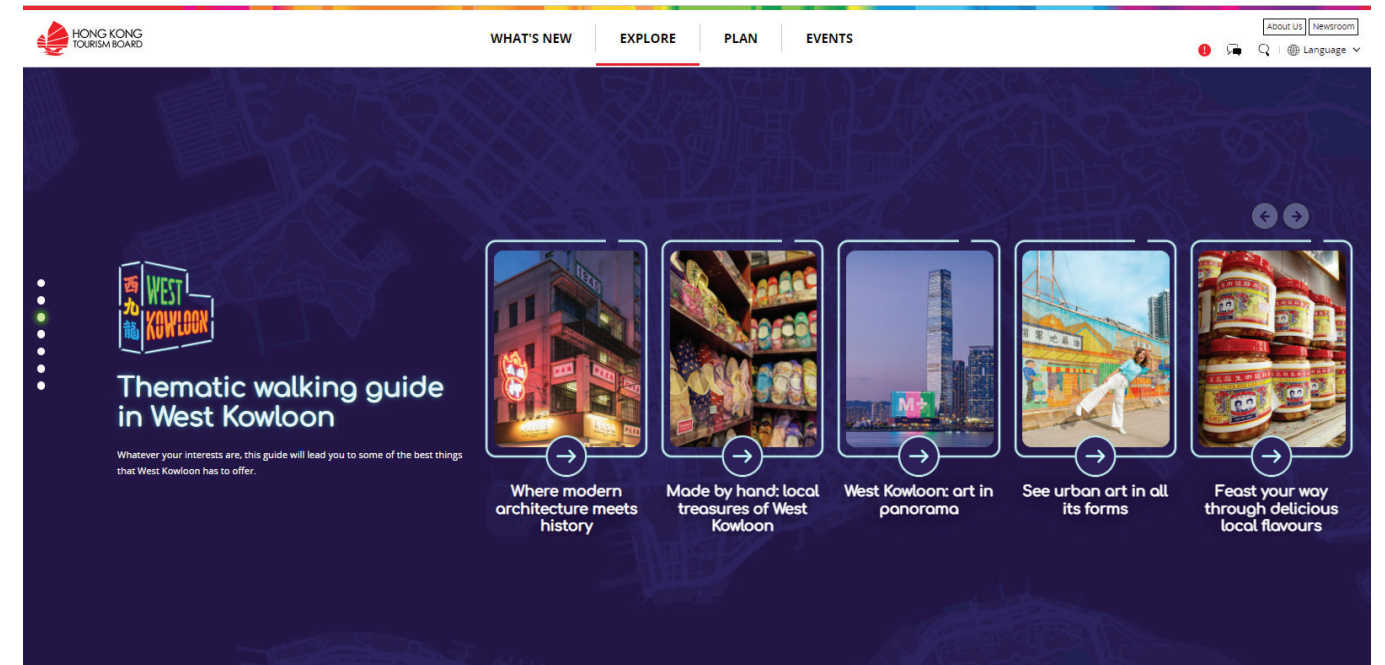 HONG KONG
TOURISM BOARD
WHAT'S NEW
EXPLORE
PLAN
EVENTS
About Us
Newsroom
Language
西九龍
WEST
KOWLOON
Thematic walking guide
in West Kowloon
Whatever your interests are, this guide will lead you to some of the best things
that West Kowloon has to offer.
1940
M+
Where modern
architecture meets
history
Made by hand: local
treasures of West
Kowloon
West Kowloon: art in
panorama
See urban art in all
its forms
Feast your way
through delicious
local flavours